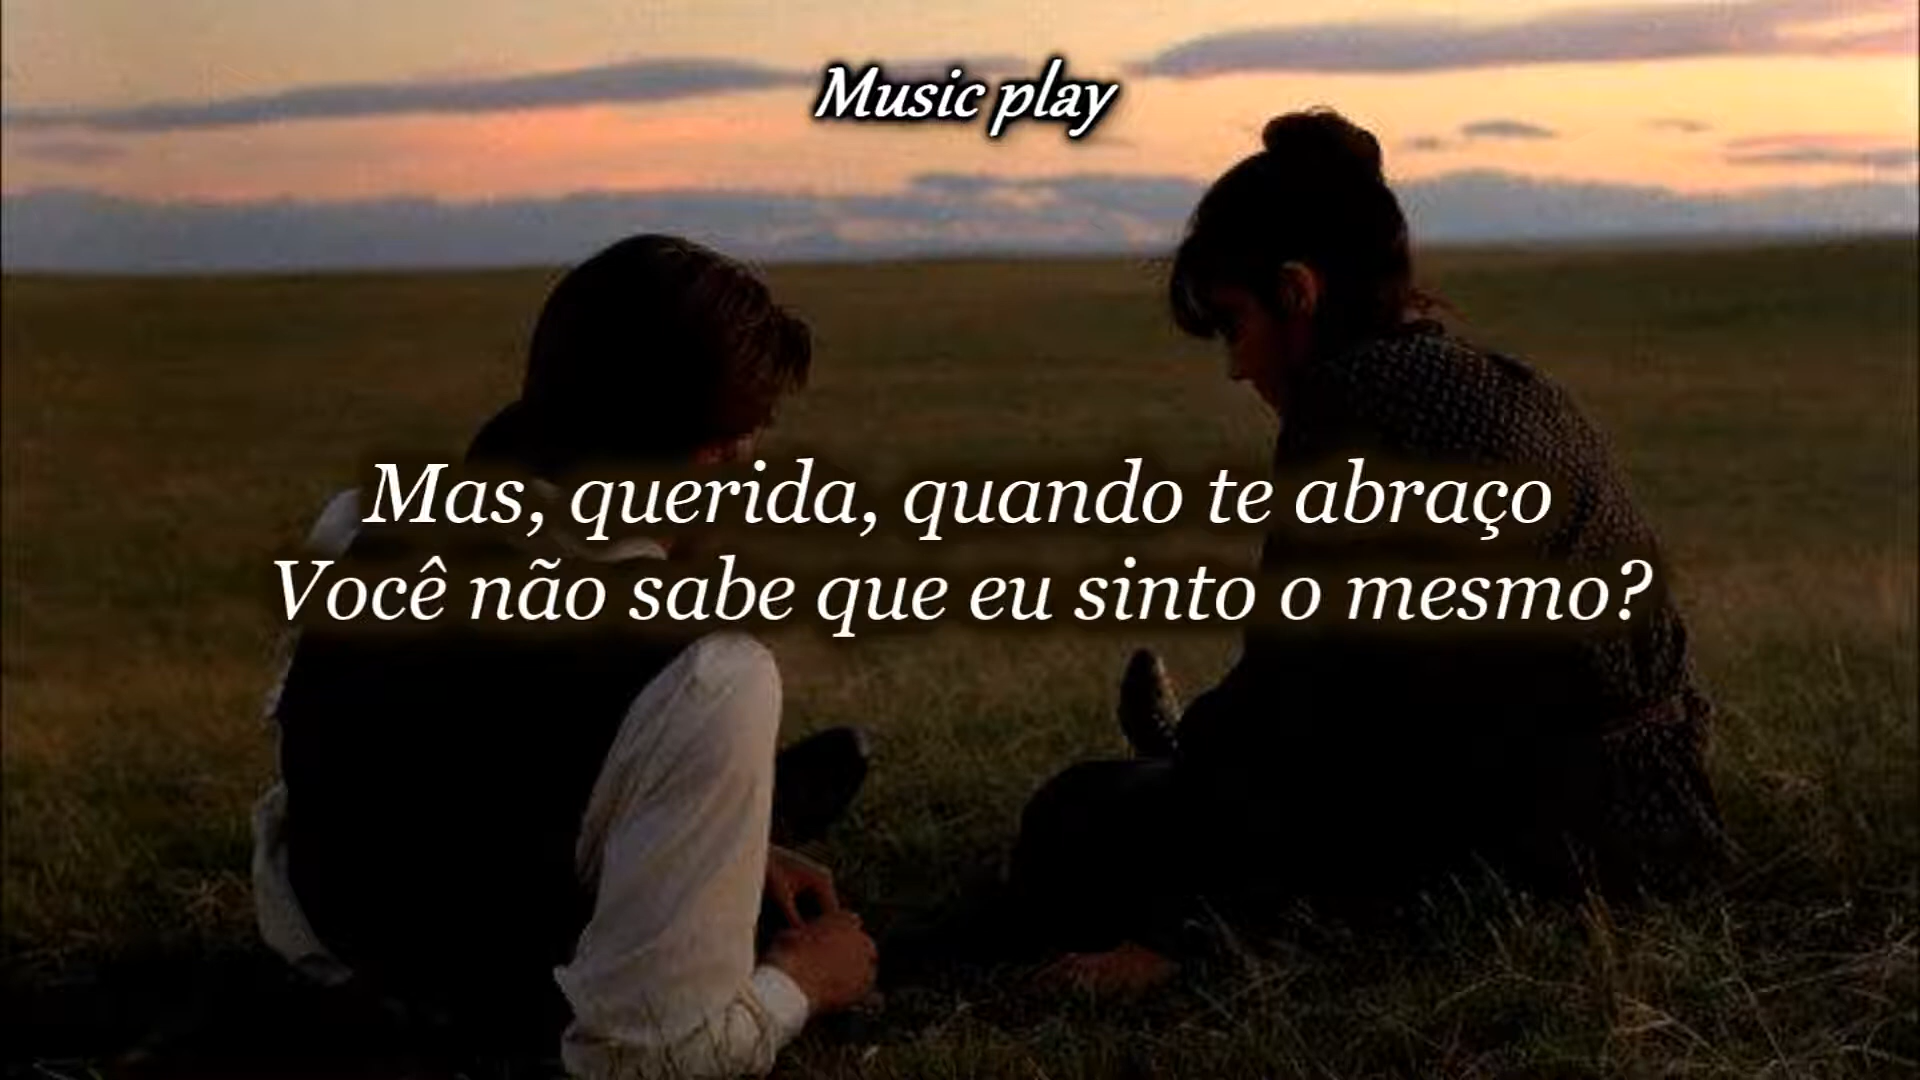 Music play
Mas, querida, quando te abraço
Você não sabe que eu sinto o mesmo?